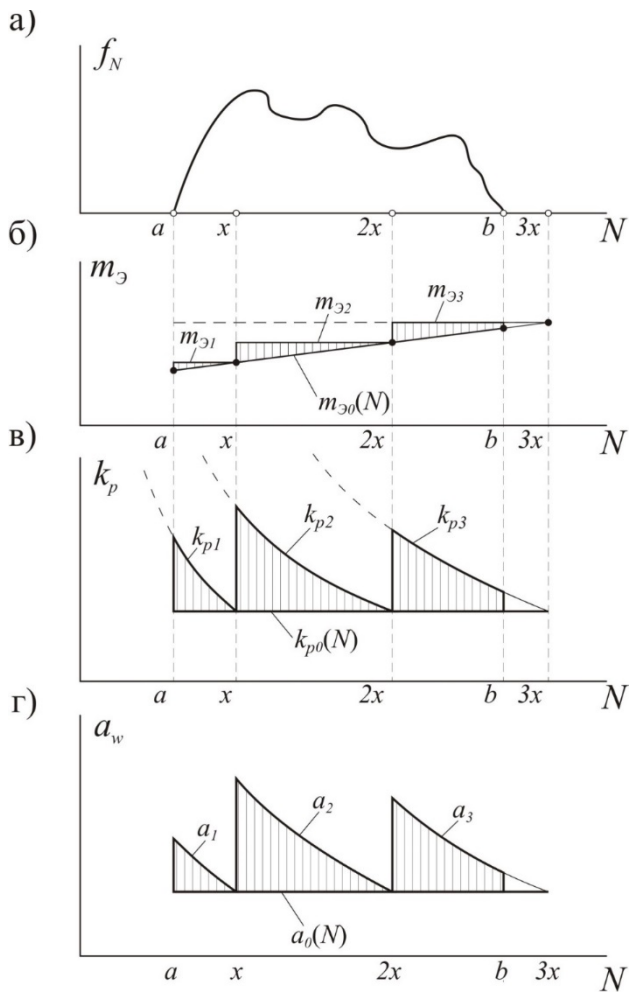 а)
f_N
a x 2x b 3x N
б)
m_Э
m_Э1 m_Э2 m_Э3
m_Э0(N)
a x 2x b 3x N
в)
k_p
k_p1 k_p2 k_p3
k_p0(N)
a x 2x b 3x N
г)
a_w
a_1 a_2 a_3
a_0(N)
a x 2x b 3x N